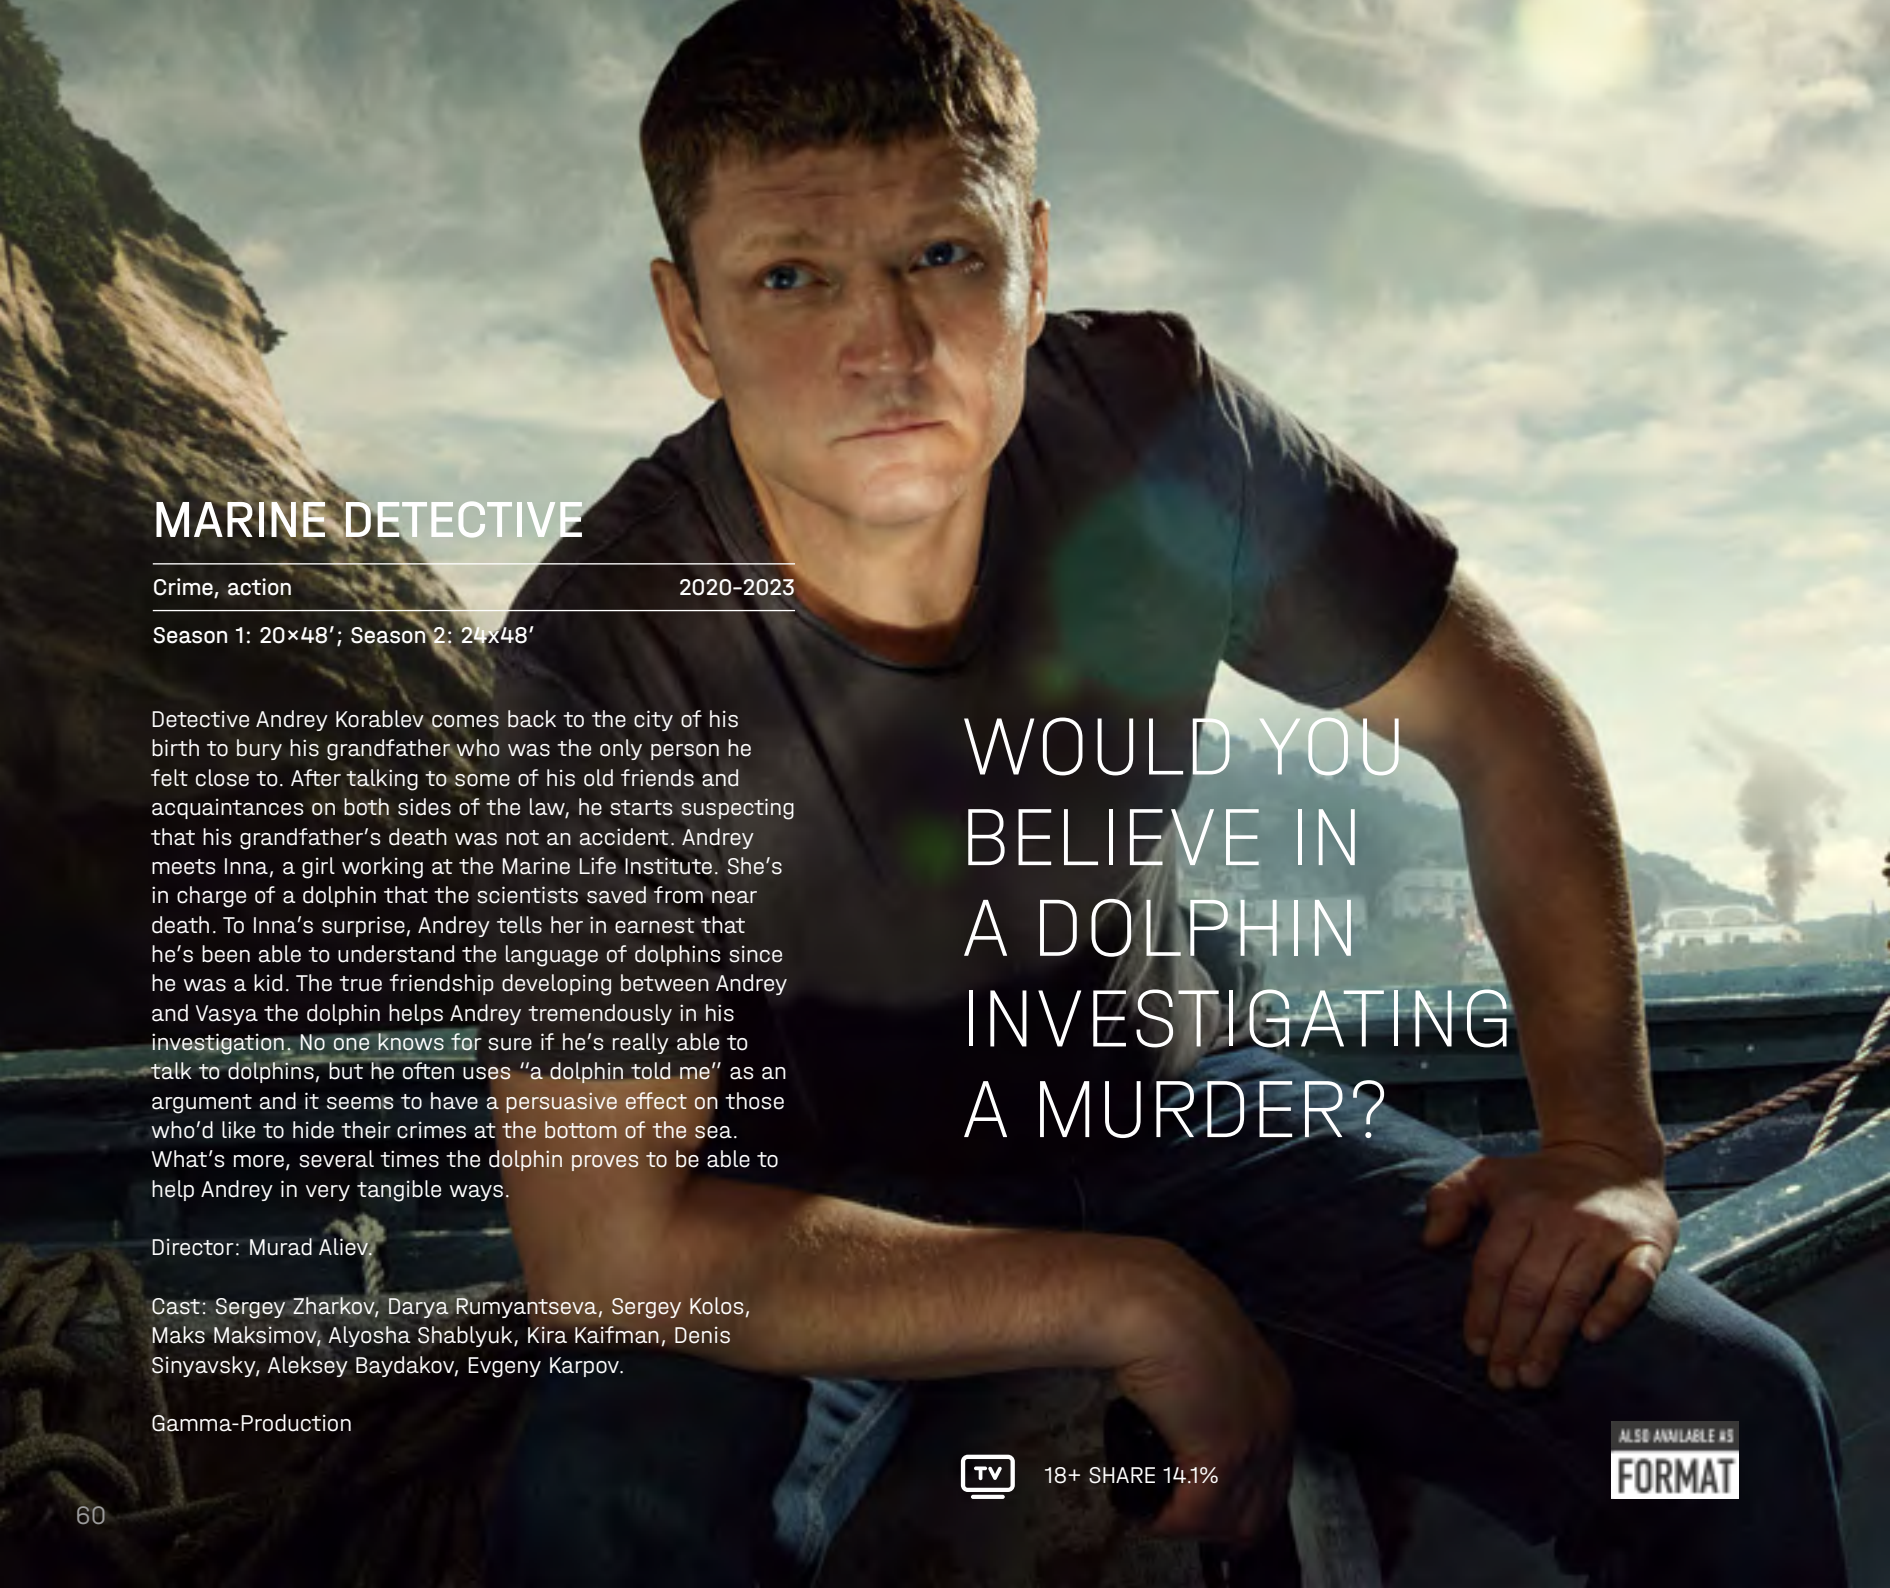 MARINE DETECTIVE
Crime, action 2020-2023
Season 1: 20×48’; Season 2: 24x48’
Detective Andrey Korablev comes back to the city of his
birth to bury his grandfather who was the only person he
felt close to. After talking to some of his old friends and
acquaintances on both sides of the law, he starts suspecting
that his grandfather’s death was not an accident. Andrey
meets Inna, a girl working at the Marine Life Institute. She’s
in charge of a dolphin that the scientists saved from near
death. To Inna’s surprise, Andrey tells her in earnest that
he’s been able to understand the language of dolphins since
he was a kid. The true friendship developing between Andrey
and Vasya the dolphin helps Andrey tremendously in his
investigation. No one knows for sure if he’s really able to
talk to dolphins, but he often uses “a dolphin told me” as an
argument and it seems to have a persuasive effect on those
who’d like to hide their crimes at the bottom of the sea.
What’s more, several times the dolphin proves to be able to
help Andrey in very tangible ways.
Director: Murad Aliev.
Cast: Sergey Zharkov, Darya Rumyantseva, Sergey Kolos,
Maks Maksimov, Alyosha Shablyuk, Kira Kaifman, Denis
Sinyavsky, Aleksey Baydakov, Evgeny Karpov.
Gamma-Production
60
WOULD YOU
BELIEVE IN
A DOLPHIN
INVESTIGATING
A MURDER?
TV 18+ SHARE 14.1%
ALSO AVAILABLE AS
FORMAT